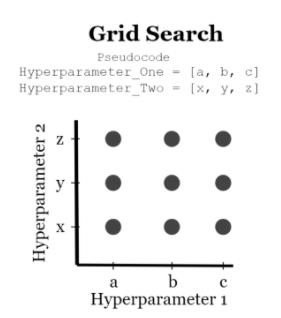 Grid Search
Pseudocode
Hyperparameter_One = [a, b, c]
Hyperparameter_Two = [x, y, z]
Hyperparameter 2
z
y
x
a b c
Hyperparameter 1